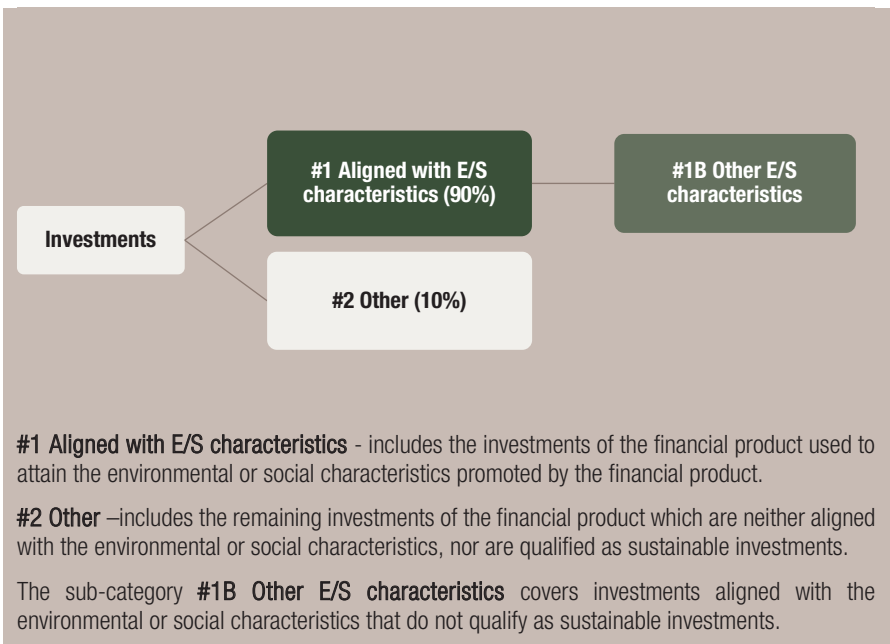 #1 Aligned with E/S
characteristics (90%)
#1B Other E/S
characteristics
Investments
#2 Other (10%)
#1 Aligned with E/S characteristics - includes the investments of the financial product used to
attain the environmental or social characteristics promoted by the financial product.
#2 Other –includes the remaining investments of the financial product which are neither aligned
with the environmental or social characteristics, nor are qualified as sustainable investments.
The sub-category #1B Other E/S characteristics covers investments aligned with the
environmental or social characteristics that do not qualify as sustainable investments.